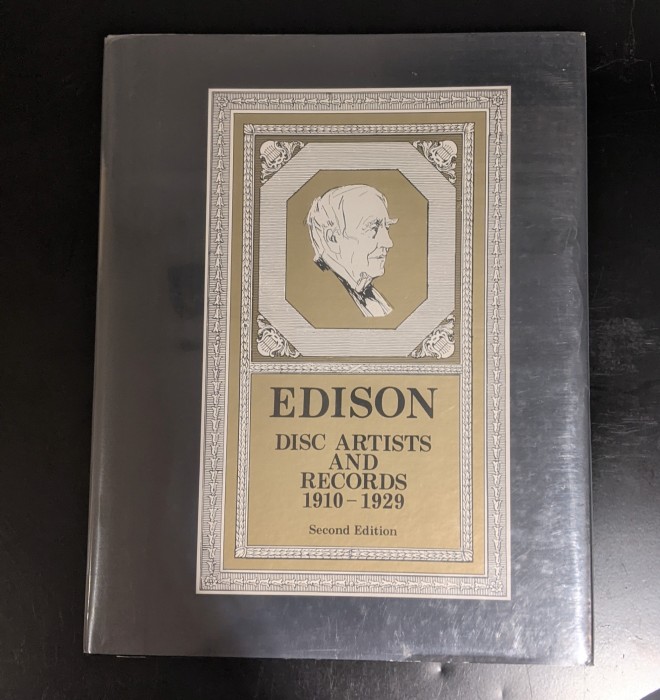 EDISON
DISC ARTISTS
AND
RECORDS
1910–1929
Second Edition